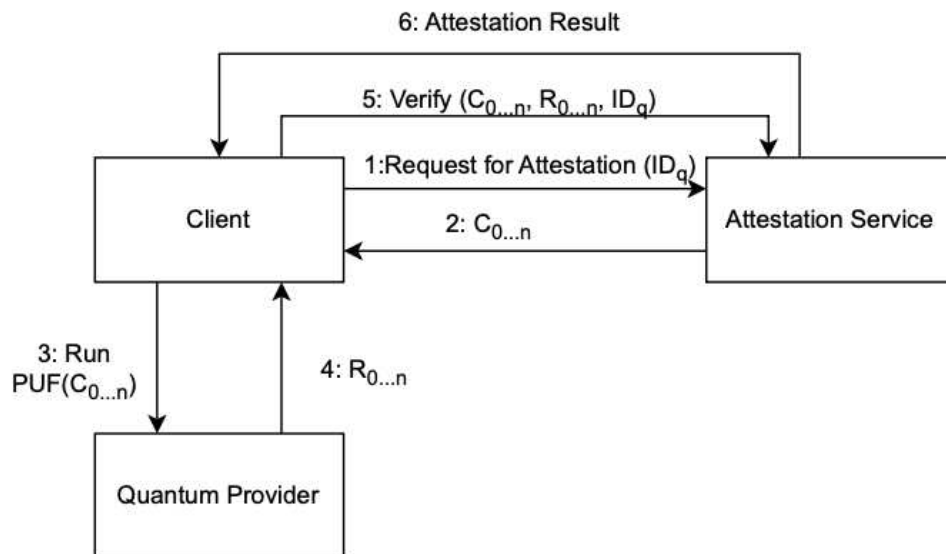 6: Attestation Result
5: Verify (C0...n, R0...n, IDq)
1:Request for Attestation (IDq)
Client
2: C0...n
Attestation Service
3: Run
PUF(C0...n)
4: R0...n
Quantum Provider